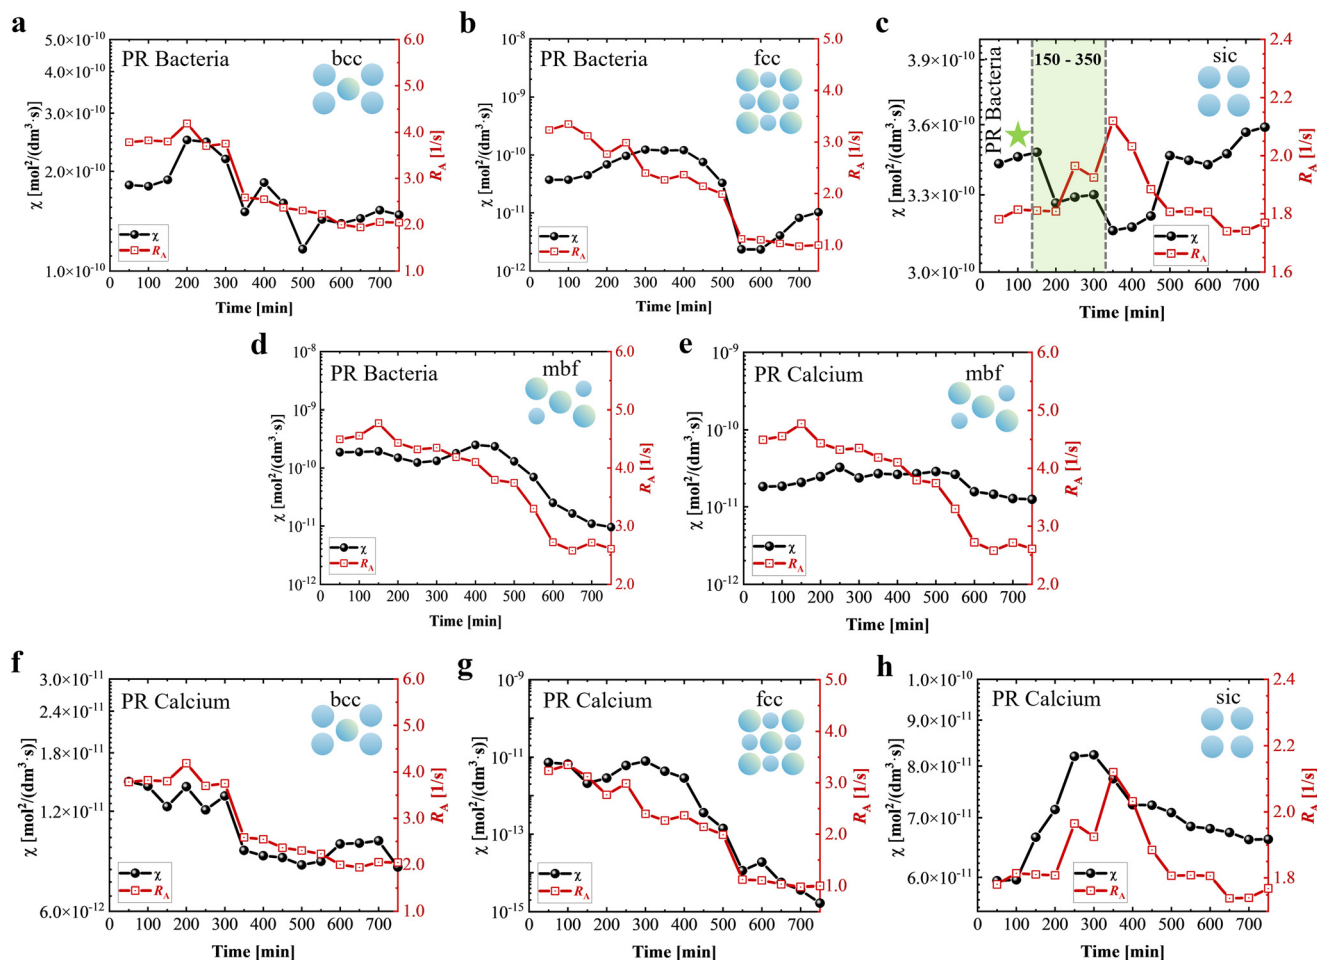 a
PR Bacteria
bcc
5.0×10⁻¹⁰
3.0×10⁻¹⁰
2.0×10⁻¹⁰
1.0×10⁻¹⁰
χ [mol²/(dm³·s)]
6.0
5.0
4.0
3.0
2.0
1.0
R_A [1/s]
χ
R_A
0 100 200 300 400 500 600 700
Time [min]
b
PR Bacteria
fcc
10⁻⁸
10⁻⁹
10⁻¹⁰
10⁻¹¹
10⁻¹²
χ [mol²/(dm³·s)]
5.0
4.0
3.0
2.0
1.0
R_A [1/s]
χ
R_A
0 100 200 300 400 500 600 700
Time [min]
c
PR Bacteria
150 - 350
sic
3.9×10⁻¹⁰
3.6×10⁻¹⁰
3.3×10⁻¹⁰
3.0×10⁻¹⁰
χ [mol²/(dm³·s)]
2.4
2.2
2.0
1.8
1.6
R_A [1/s]
χ
R_A
0 100 200 300 400 500 600 700
Time [min]
d
PR Bacteria
mbf
10⁻⁸
10⁻⁹
10⁻¹⁰
10⁻¹¹
10⁻¹²
χ [mol²/(dm³·s)]
6.0
5.0
4.0
3.0
2.0
R_A [1/s]
χ
R_A
0 100 200 300 400 500 600 700
Time [min]
e
PR Calcium
mbf
10⁻⁹
10⁻¹⁰
10⁻¹¹
10⁻¹²
χ [mol²/(dm³·s)]
6.0
5.0
4.0
3.0
2.0
R_A [1/s]
χ
R_A
0 100 200 300 400 500 600 700
Time [min]
f
PR Calcium
bcc
3.0×10⁻¹¹
2.4×10⁻¹¹
1.8×10⁻¹¹
1.2×10⁻¹¹
6.0×10⁻¹²
χ [mol²/(dm³·s)]
6.0
5.0
4.0
3.0
2.0
1.0
R_A [1/s]
χ
R_A
0 100 200 300 400 500 600 700
Time [min]
g
PR Calcium
fcc
10⁻⁹
10⁻¹¹
10⁻¹³
10⁻¹⁵
χ [mol²/(dm³·s)]
5.0
4.0
3.0
2.0
1.0
R_A [1/s]
χ
R_A
0 100 200 300 400 500 600 700
Time [min]
h
PR Calcium
sic
1.0×10⁻¹⁰
9.0×10⁻¹¹
8.0×10⁻¹¹
7.0×10⁻¹¹
6.0×10⁻¹¹
χ [mol²/(dm³·s)]
2.4
2.2
2.0
1.8
R_A [1/s]
χ
R_A
0 100 200 300 400 500 600 700
Time [min]